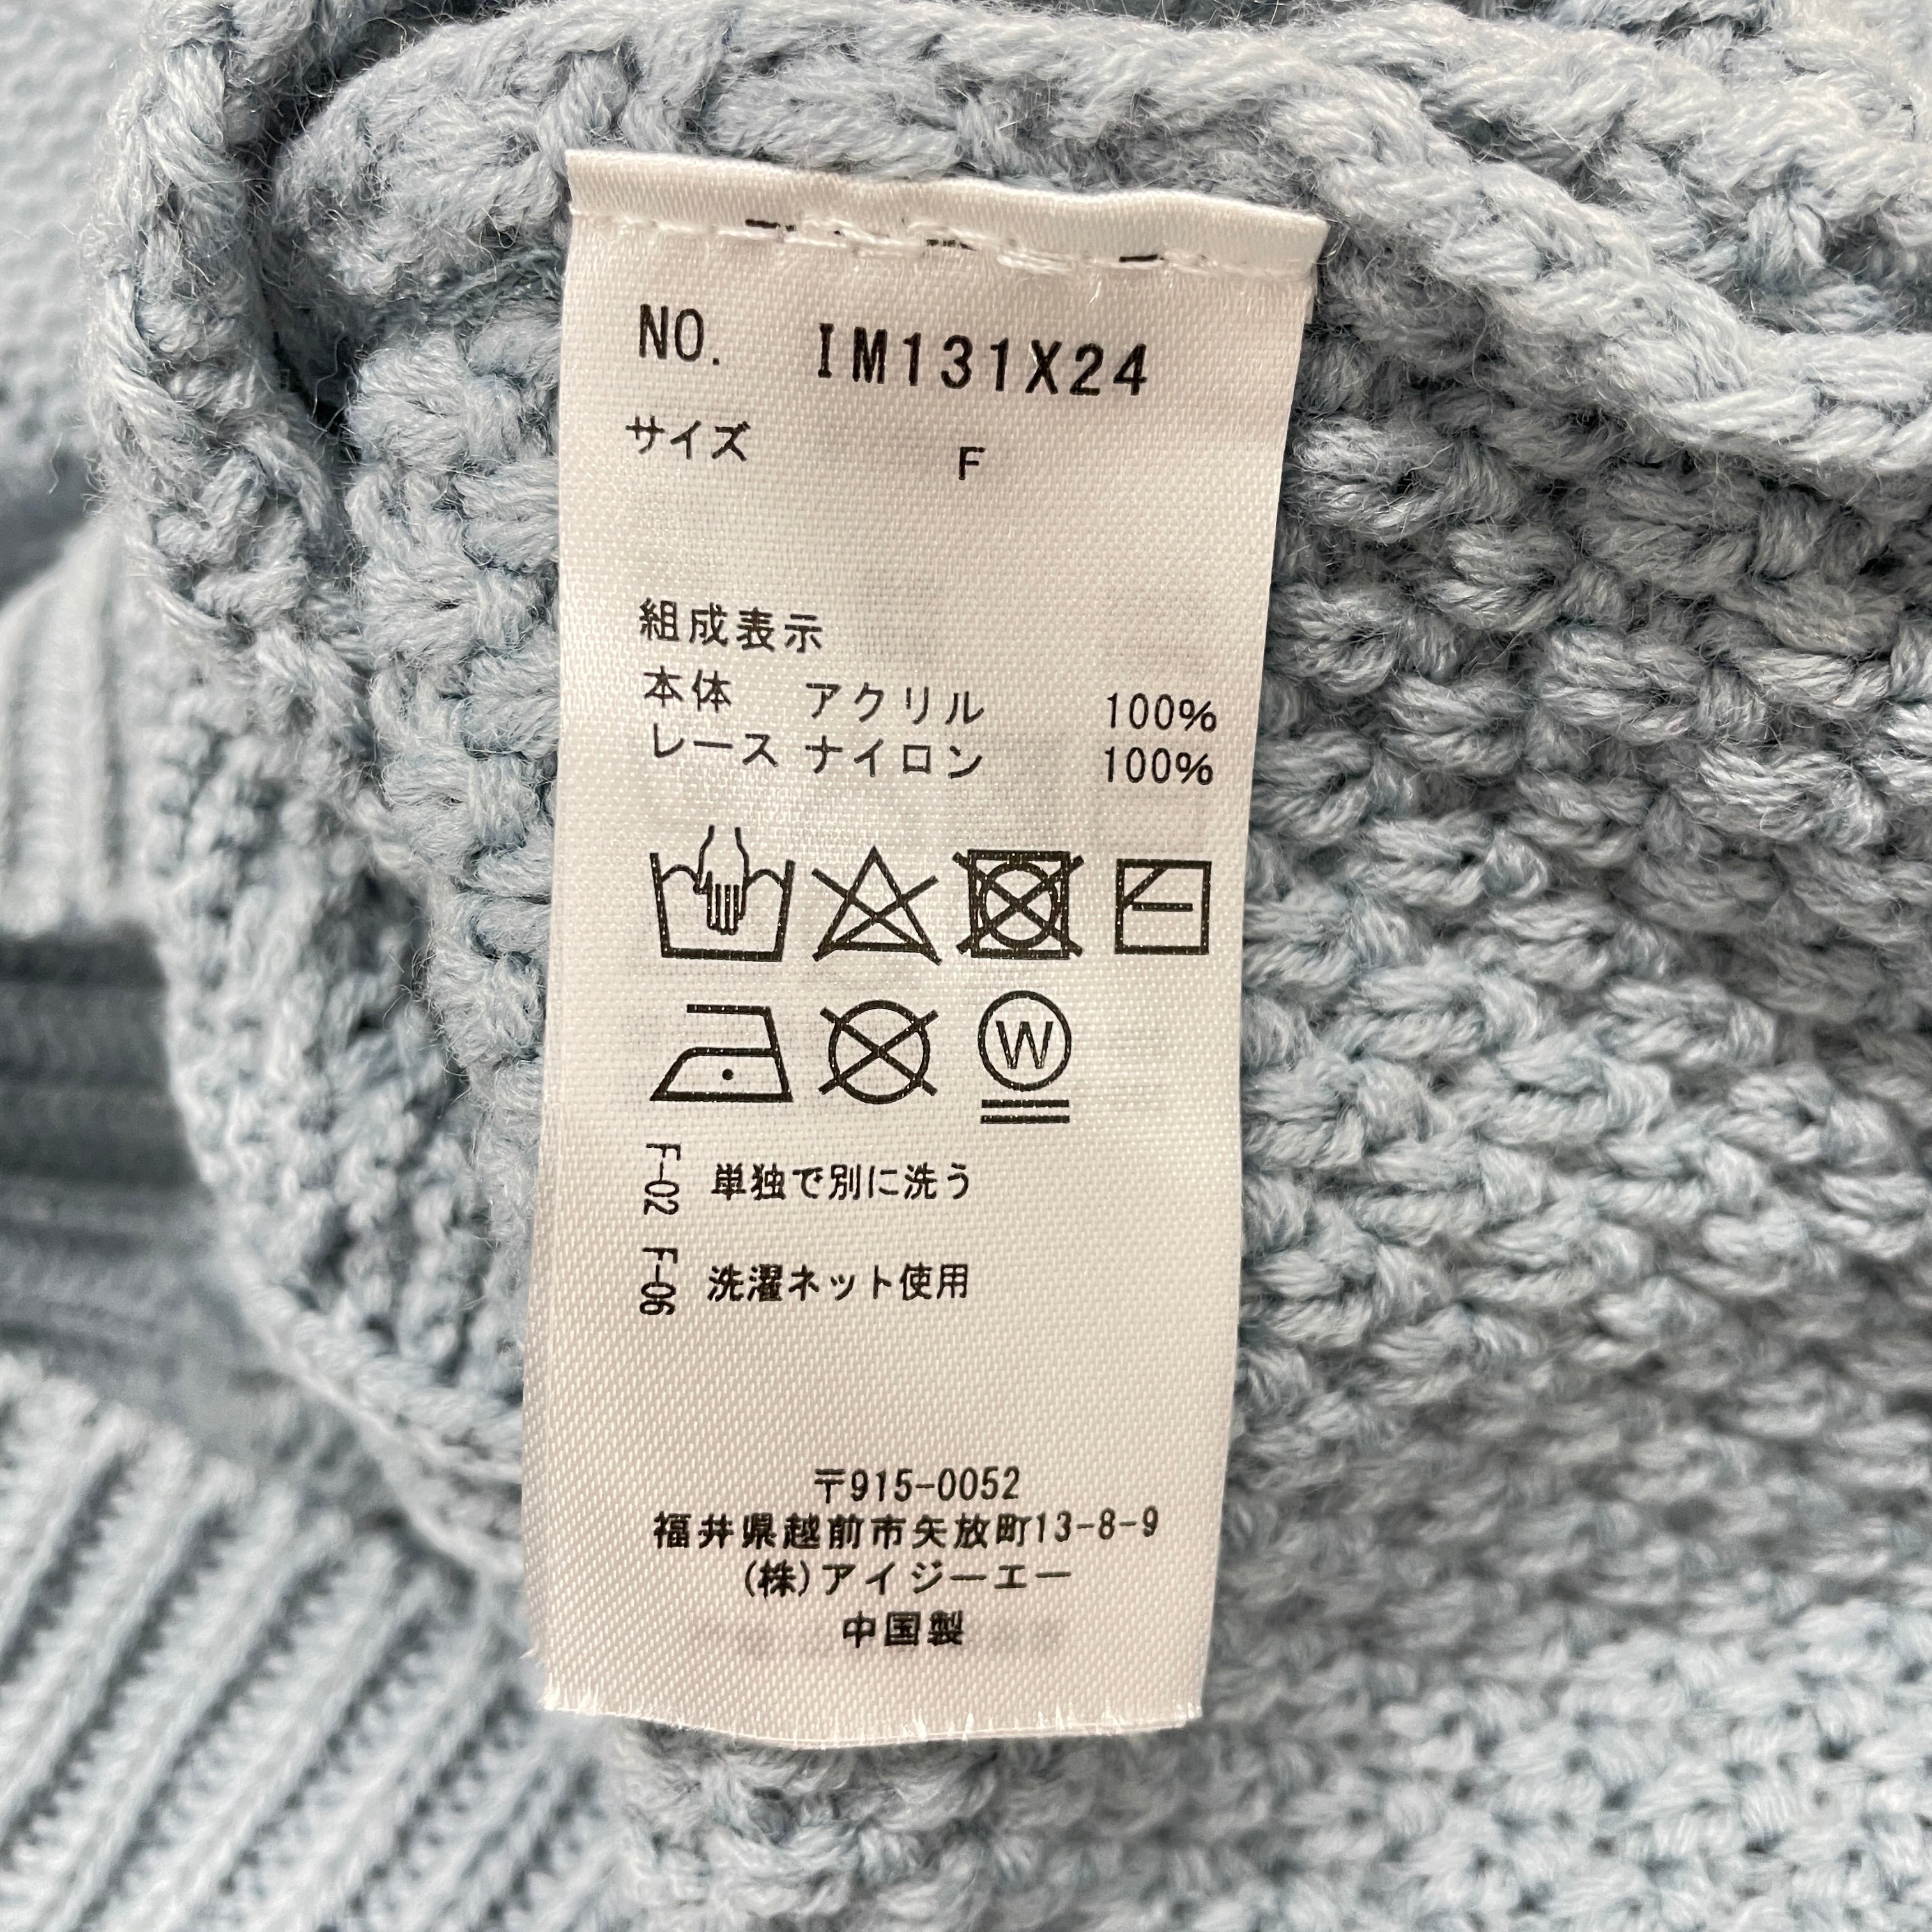 NO. IM131X24
サイズ F
組成表示
本体 アクリル 100%
レース ナイロン 100%
W
F-02 単独で別に洗う
F-06 洗濯ネット使用
〒915-0052
福井県越前市矢放町13-8-9
(株)アイジーエー
中国製